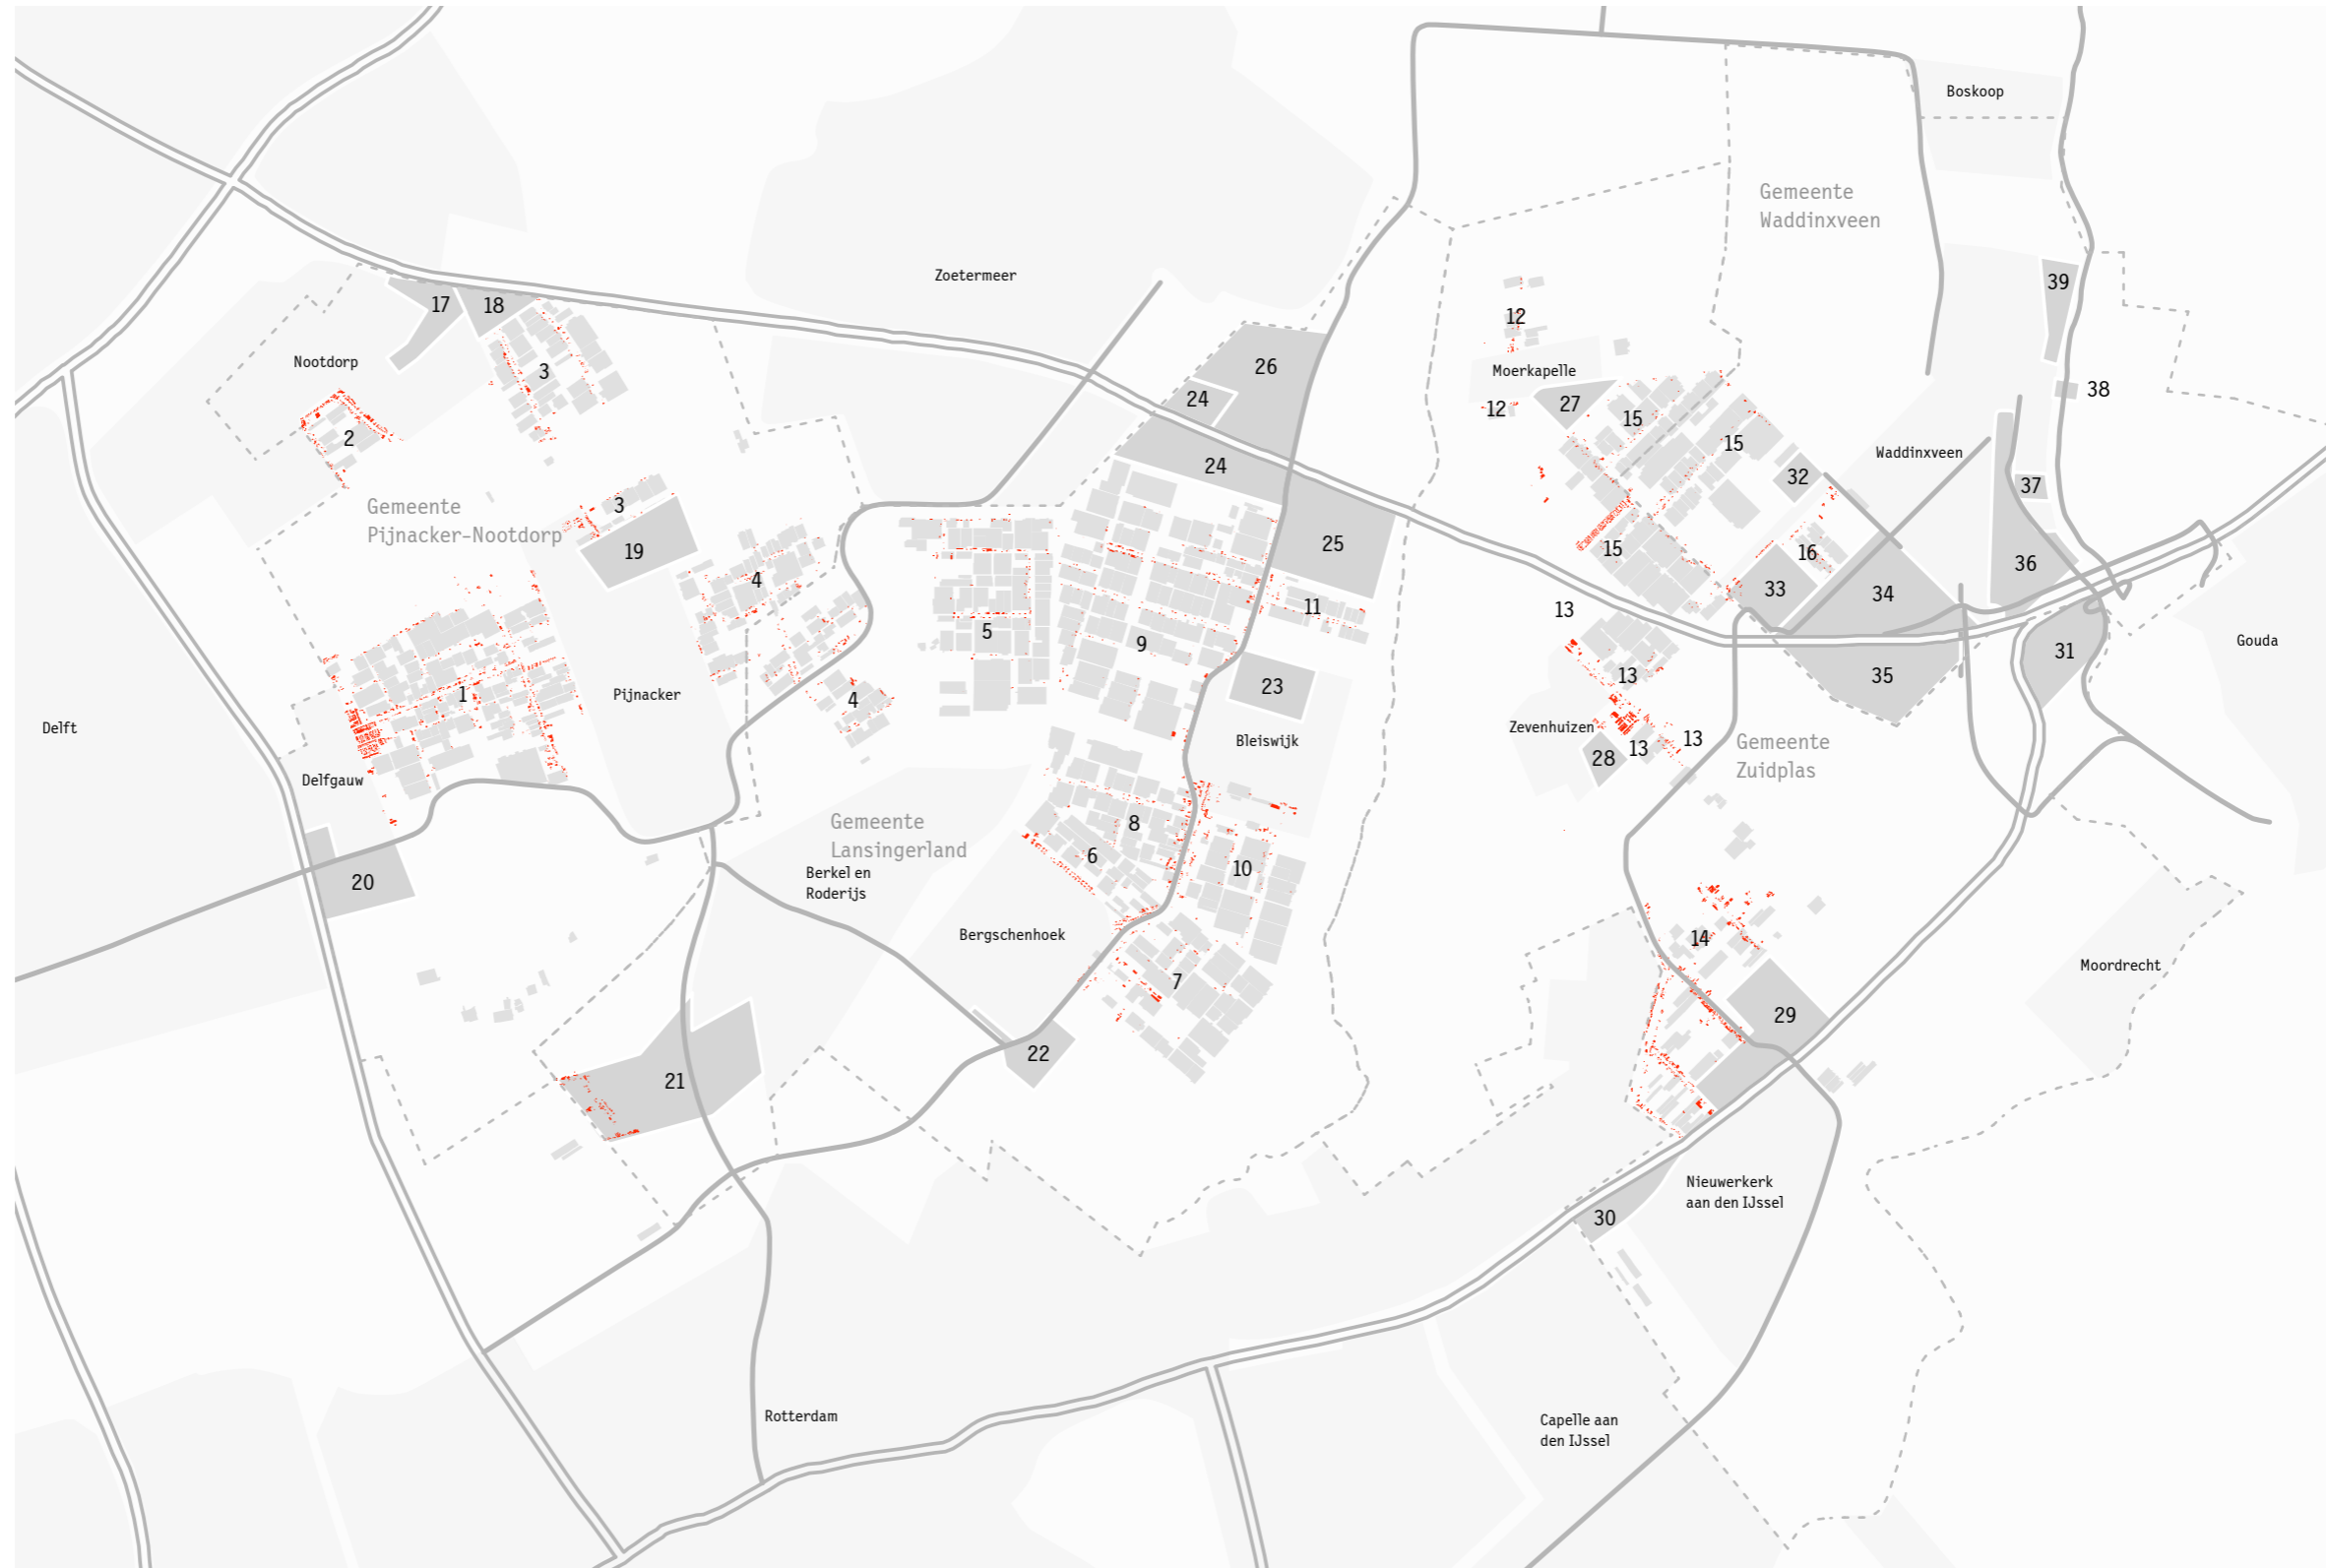 Boskoop
Gemeente
Waddinxveen
Zoetermeer
39
17
18
12
Nootdorp
3
26
Moerkapelle
24
38
27
12
15
2
15
Waddinxveen
24
32
37
Gemeente
Pijnacker-Nootdorp
3
19
25
15
16
36
4
33
34
11
13
5
9
31
Gouda
13
35
1
Pijnacker
23
4
Delft
Zevenhuizen
Bleiswijk
13
13
28
Gemeente
Zuidplas
Delfgauw
Gemeente
Lansingerland
8
6
10
Berkel en
Roderijs
20
Bergschenhoek
14
Moordrecht
7
29
22
21
Nieuwerkerk
aan den IJssel
30
Rotterdam
Capelle aan
den IJssel